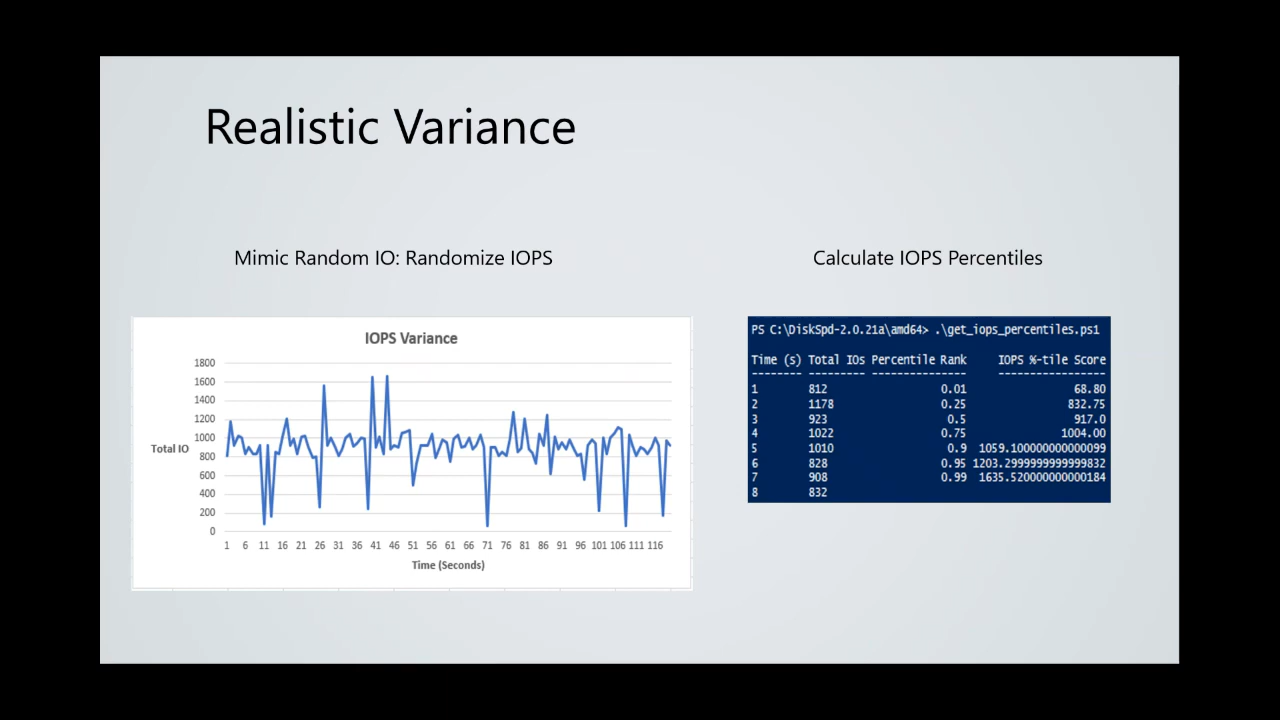 Realistic Variance
Mimic Random IO: Randomize IOPS
IOPS Variance
1800
1600
1400
1200
1000
800
600
400
200
0
Total IO
1 6 11 16 21 26 31 36 41 46 51 56 61 66 71 76 81 86 91 96 101 106 111 116
Time (Seconds)
Calculate IOPS Percentiles
PS C:\DiskSpd-2.0.21a\amd64> .\get_iops_percentiles.ps1
Time (s) Total IOs Percentile Rank IOPS %-tile Score
-------- --------- --------------- -----------------
1 812 0.01 68.80
2 1178 0.25 832.75
3 923 0.5 917.0
4 1022 0.75 1004.00
5 1010 0.9 1059.100000000000099
6 828 0.95 1203.2999999999999832
7 908 0.99 1635.520000000000184
8 832